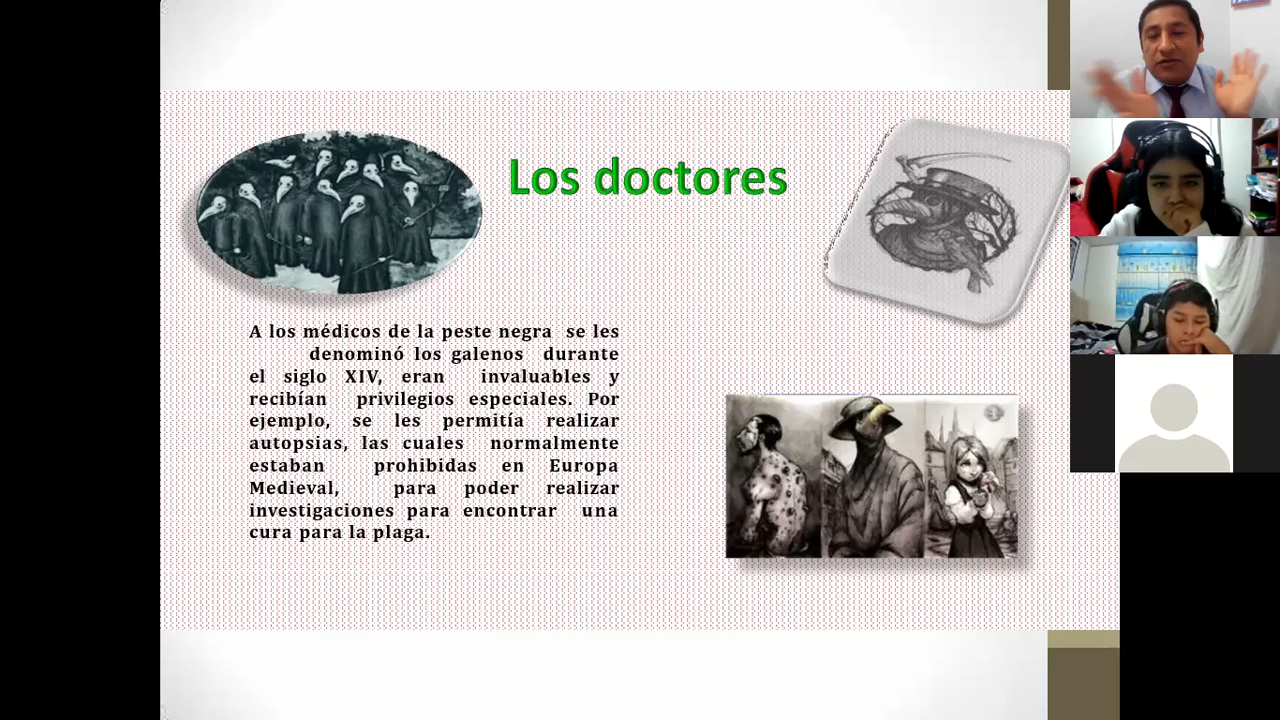 Los doctores
A los médicos de la peste negra se les
denominó los galenos durante
el siglo XIV, eran invaluables y
recibían privilegios especiales. Por
ejemplo, se les permitía realizar
autopsias, las cuales normalmente
estaban prohibidas en Europa
Medieval, para poder realizar
investigaciones para encontrar una
cura para la plaga.